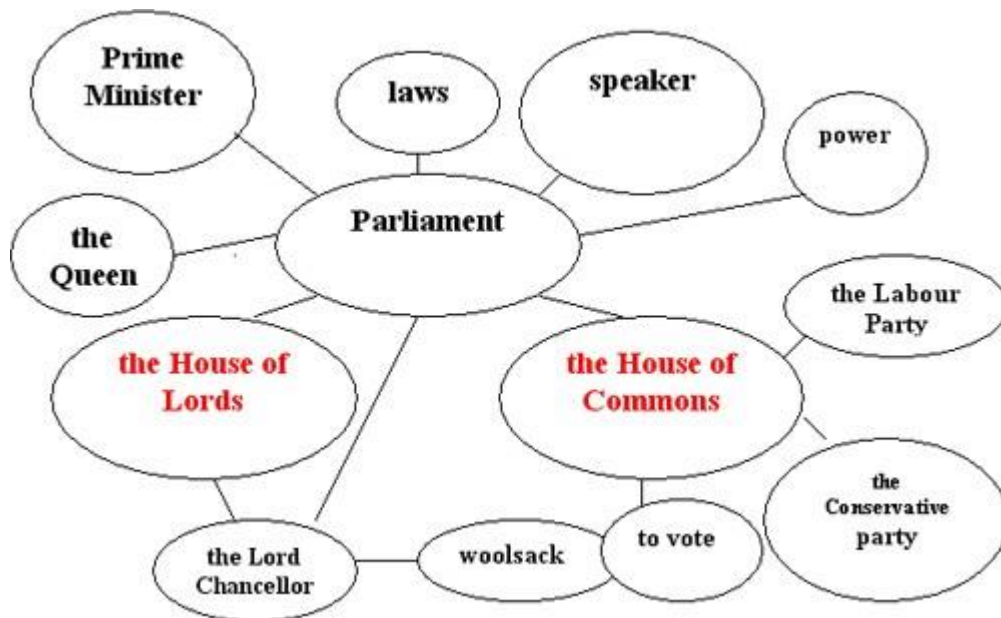 Prime
Minister
laws
speaker
power
Parliament
the
Queen
the Labour
Party
the House of
Lords
the House of
Commons
the
Conservative
party
the Lord
Chancellor
woolsack
to vote